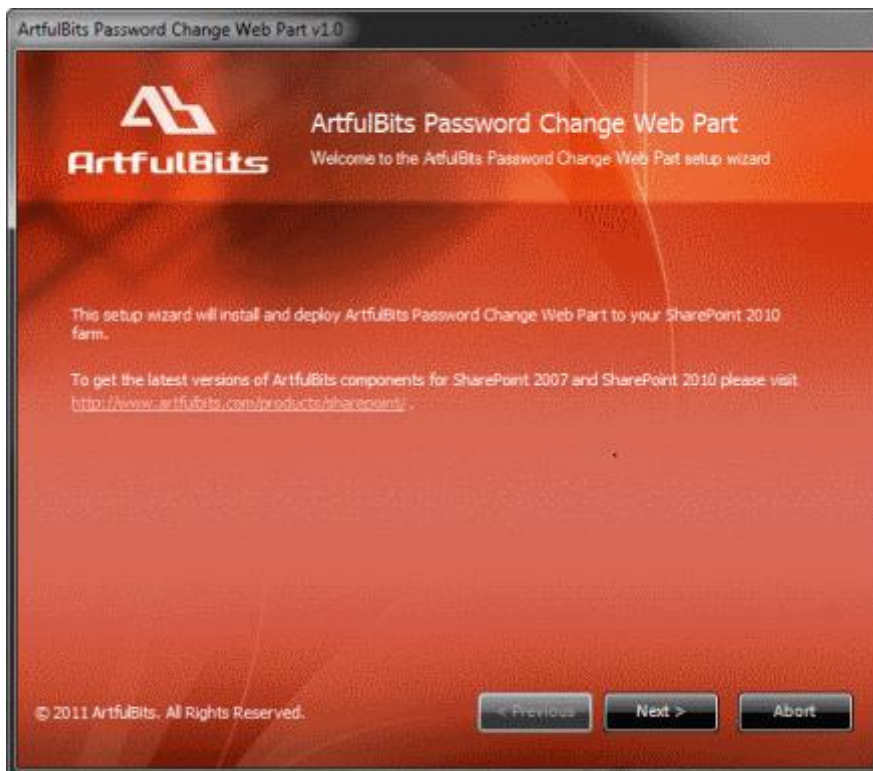 ArtfulBits Password Change Web Part v1.0
ArtfulBits
ArtfulBits Password Change Web Part
Welcome to the ArtfulBits Password Change Web Part setup wizard
This setup wizard will install and deploy ArtfulBits Password Change Web Part to your SharePoint 2010
farm.
To get the latest versions of ArtfulBits components for SharePoint 2007 and SharePoint 2010 please visit
http://www.artfulbits.com/products/sharepoint/ .
© 2011 ArtfulBits. All Rights Reserved.
< Previous
Next >
Abort